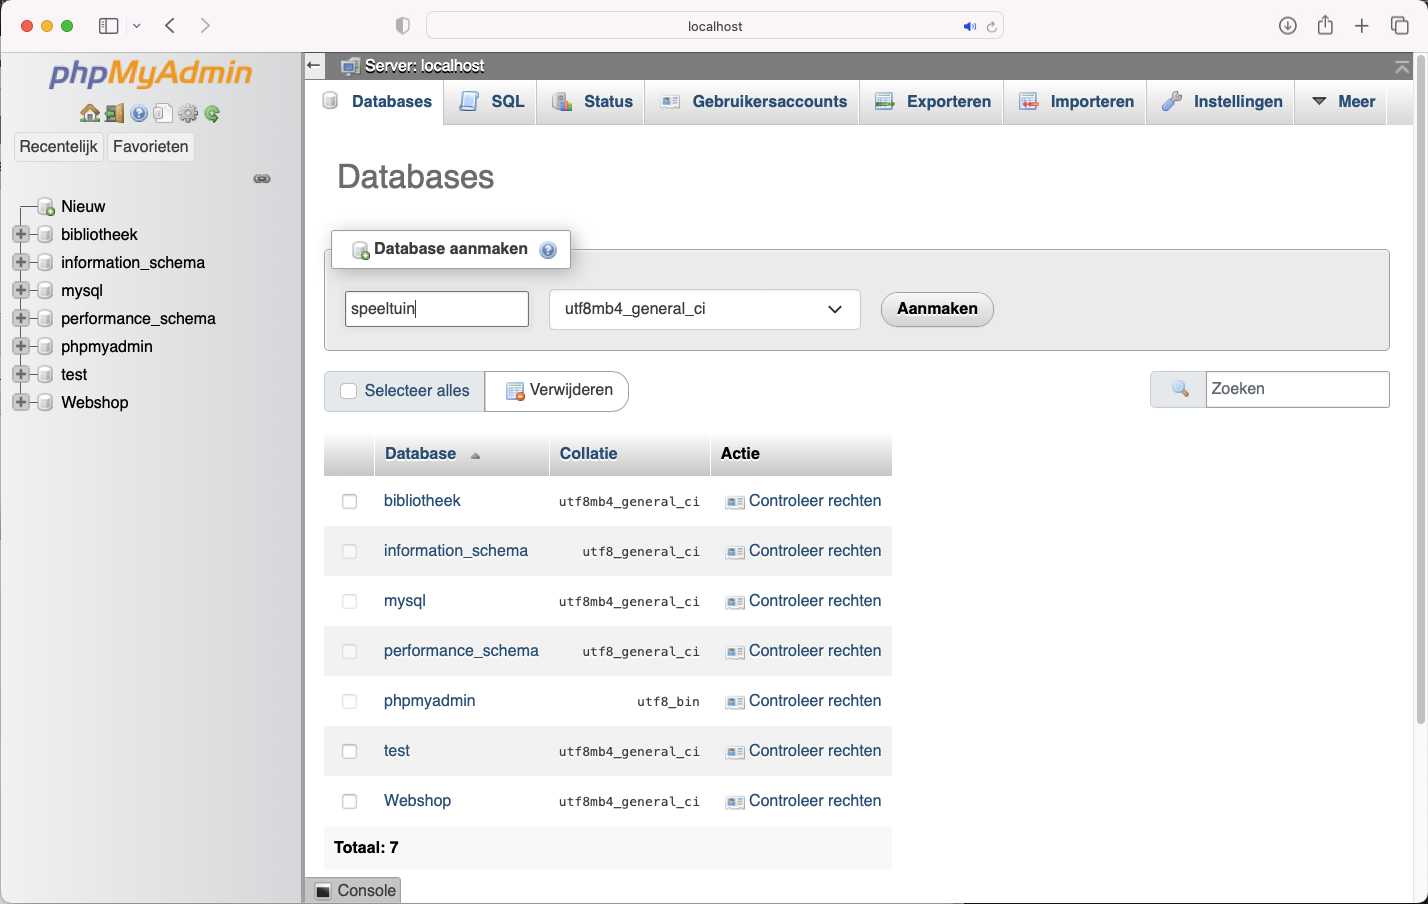 localhost
phpMyAdmin
Recentelijk Favorieten
Nieuw
bibliotheek
information_schema
mysql
performance_schema
phpmyadmin
test
Webshop
Server: localhost
Databases SQL Status Gebruikersaccounts Exporteren Importeren Instellingen Meer
Databases
Database aanmaken
speeltuin utf8mb4_general_ci Aanmaken
Selecteer alles Verwijderen Zoeken
Database Collatie Actie
bibliotheek utf8mb4_general_ci Controleer rechten
information_schema utf8_general_ci Controleer rechten
mysql utf8mb4_general_ci Controleer rechten
performance_schema utf8_general_ci Controleer rechten
phpmyadmin utf8_bin Controleer rechten
test utf8mb4_general_ci Controleer rechten
Webshop utf8mb4_general_ci Controleer rechten
Totaal: 7
Console